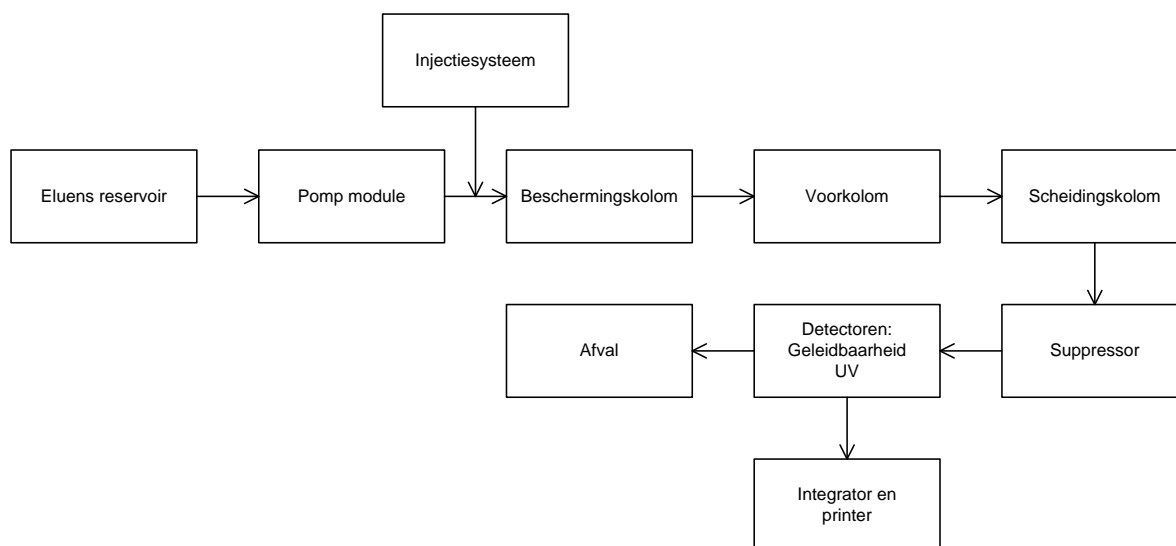 Injectiesysteem
Eluens reservoir
Pomp module
Beschermingskolom
Voorkolom
Scheidingskolom
Afval
Detectoren:
Geleidbaarheid
UV
Suppressor
Integrator en
printer